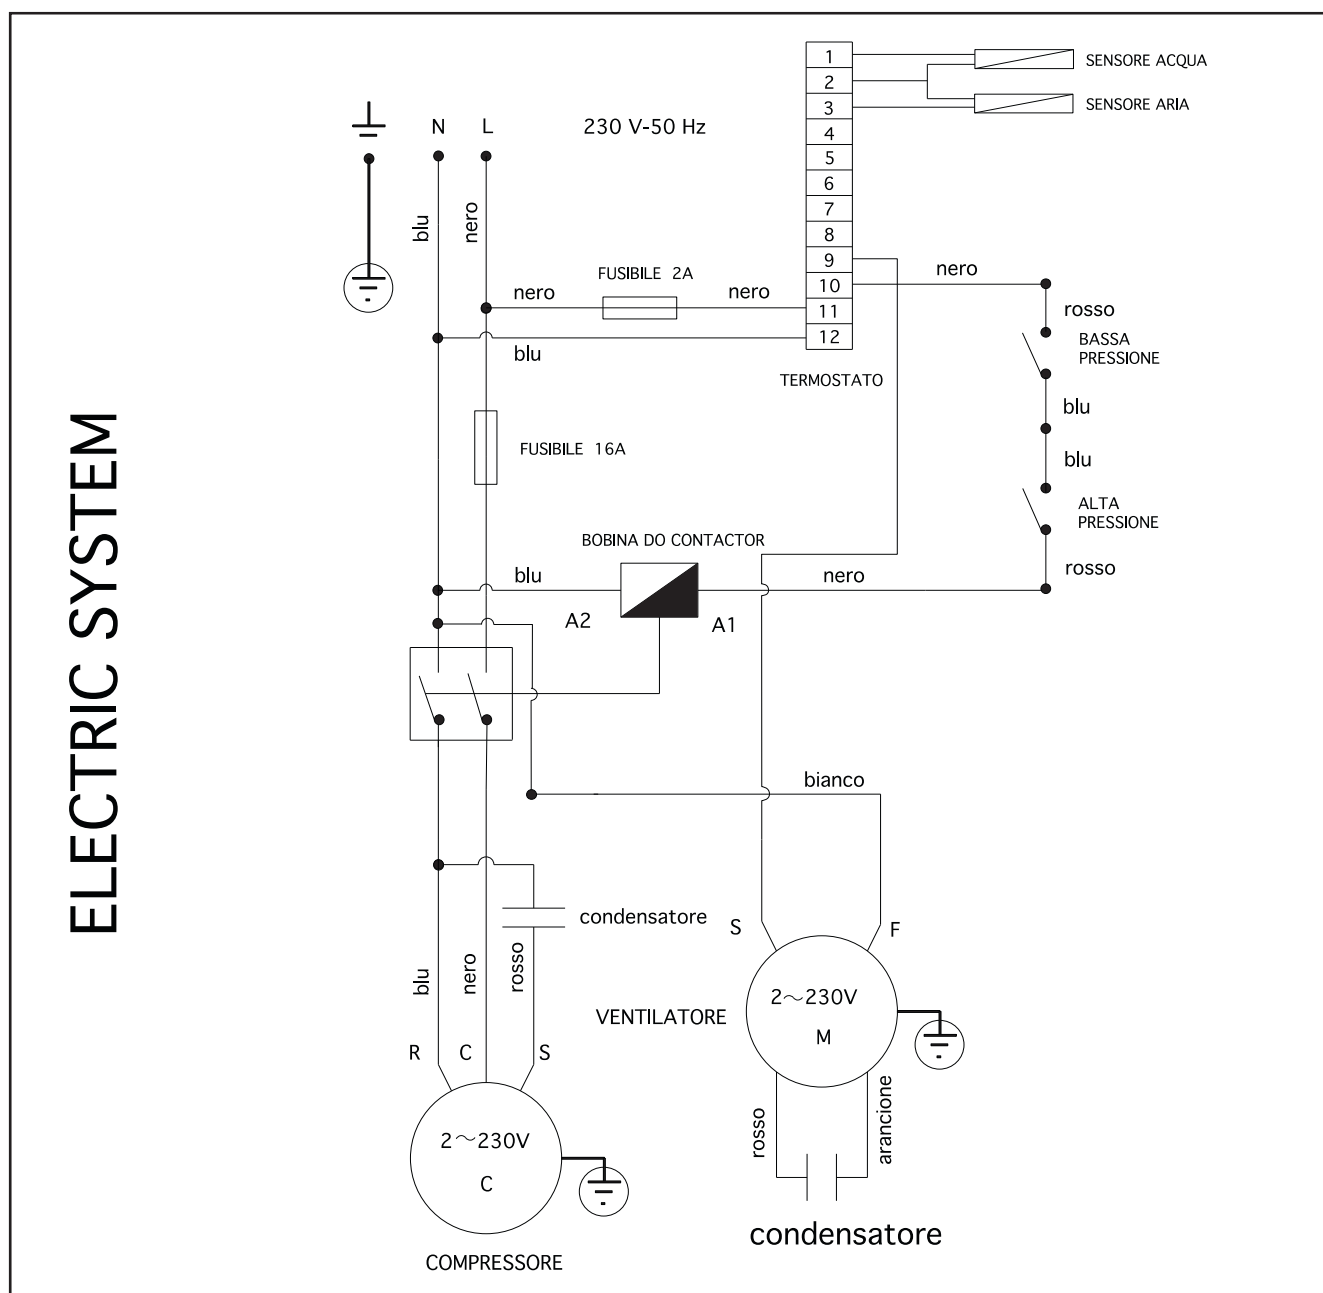 ELECTRIC SYSTEM
1
SENSORE ACQUA
2
3
SENSORE ARIA
N L 230 V-50 Hz
4
5
6
7
8
blu
nero
9
FUSIBILE 2A
nero
10
nero
nero
11
rosso
blu
12
BASSA
PRESSIONE
TERMOSTATO
blu
FUSIBILE 16A
blu
ALTA
PRESSIONE
BOBINA DO CONTACTOR
blu
nero
rosso
A2
A1
bianco
condensatore
S
F
blu
nero
rosso
VENTILATORE
2~230V
M
R C S
2~230V
C
rosso
arancione
condensatore
COMPRESSORE